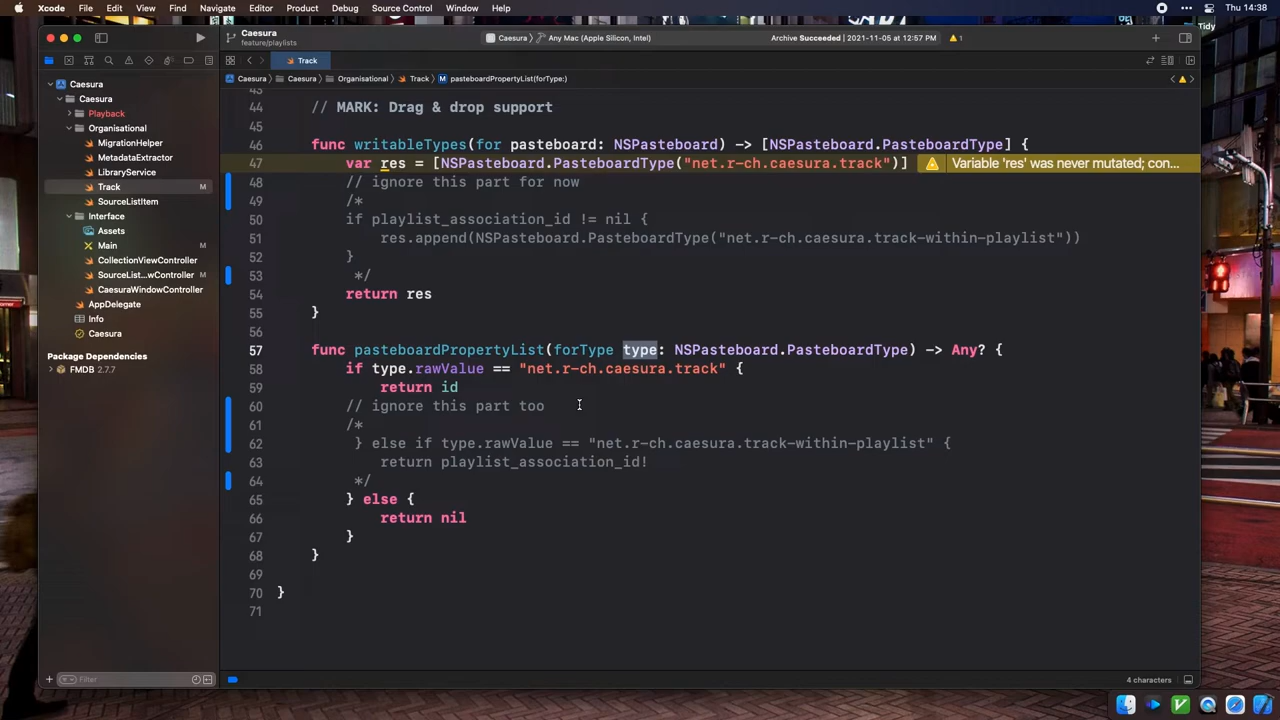 Xcode File Edit View Find Navigate Editor Product Debug Source Control Window Help
Thu 14:38
Tidy
Caesura
feature/playlists
Caesura
Any Mac (Apple Silicon, Intel)
Archive Succeeded | 2021-11-05 at 12:57 PM
1
Track
Caesura Caesura Organisational Track M pasteboardPropertyList(forType:)
Caesura
Caesura
Playback
Organisational
MigrationHelper
MetadataExtractor
LibraryService
Track M
SourceListItem
Interface
Assets
Main M
CollectionViewController
SourceList...wController M
CaesuraWindowController
AppDelegate
Info
Caesura
Package Dependencies
FMDB 2.7.7
Filter
43
44 // MARK: Drag & drop support
45
46 func writableTypes(for pasteboard: NSPasteboard) -> [NSPasteboard.PasteboardType] {
47 var res = [NSPasteboard.PasteboardType("net.r-ch.caesura.track")] Variable 'res' was never mutated; con...
48 // ignore this part for now
49 /*
50 if playlist_association_id != nil {
51 res.append(NSPasteboard.PasteboardType("net.r-ch.caesura.track-within-playlist"))
52 }
53 */
54 return res
55 }
56
57 func pasteboardPropertyList(forType type: NSPasteboard.PasteboardType) -> Any? {
58 if type.rawValue == "net.r-ch.caesura.track" {
59 return id
60 // ignore this part too
61 /*
62 } else if type.rawValue == "net.r-ch.caesura.track-within-playlist" {
63 return playlist_association_id!
64 */
65 } else {
66 return nil
67 }
68 }
69
70 }
71
4 characters